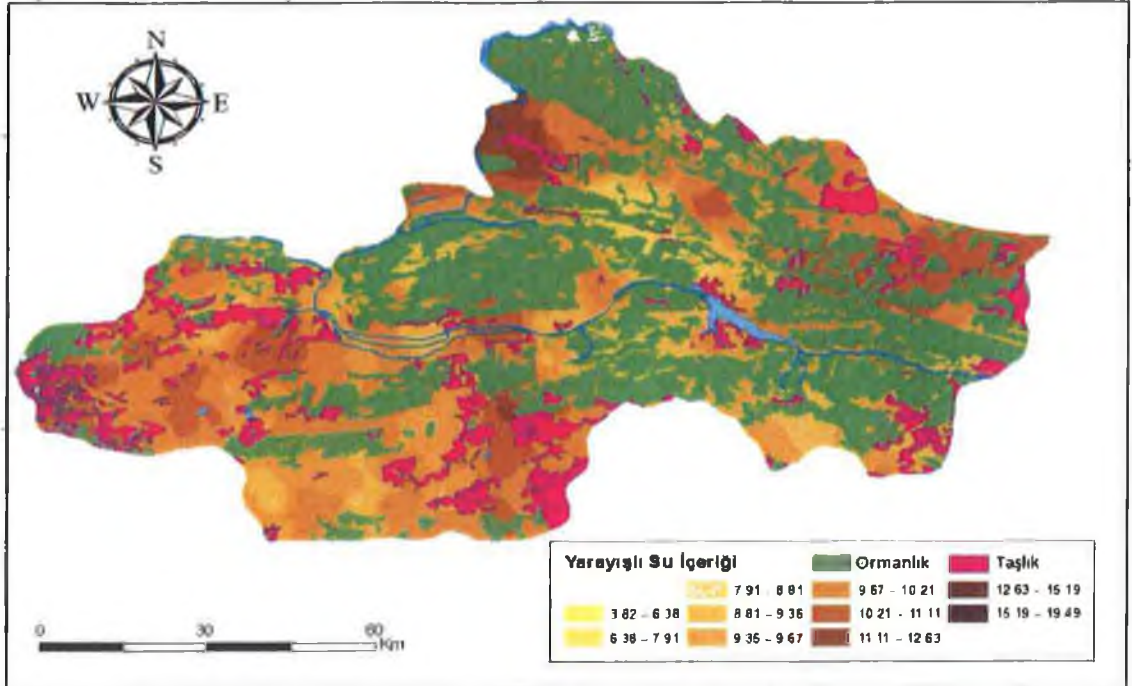 N
W E
S
Yarayışlı Su İçeriği
Ormanlık
Taşlık
7 91 - 8 81
9 67 - 10 21
12 63 - 15 19
3 82 - 6 38
8 81 - 9 36
10 21 - 11 11
15 19 - 19 49
6 38 - 7 91
9 35 - 9 67
11 11 - 12 63
0 30 60
Km